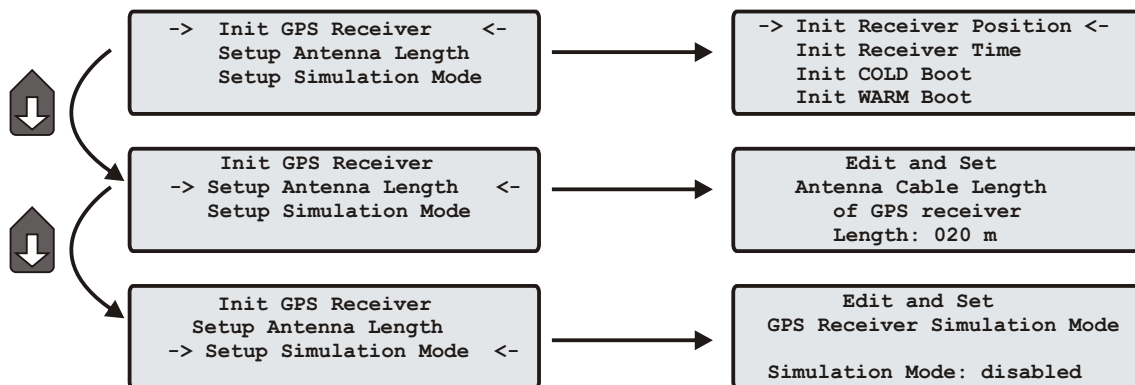 -> Init GPS Receiver <-
Setup Antenna Length
Setup Simulation Mode
-> Init Receiver Position <-
Init Receiver Time
Init COLD Boot
Init WARM Boot
Init GPS Receiver
-> Setup Antenna Length <-
Setup Simulation Mode
Edit and Set
Antenna Cable Length
of GPS receiver
Length: 020 m
Init GPS Receiver
Setup Antenna Length
-> Setup Simulation Mode <-
Edit and Set
GPS Receiver Simulation Mode
Simulation Mode: disabled